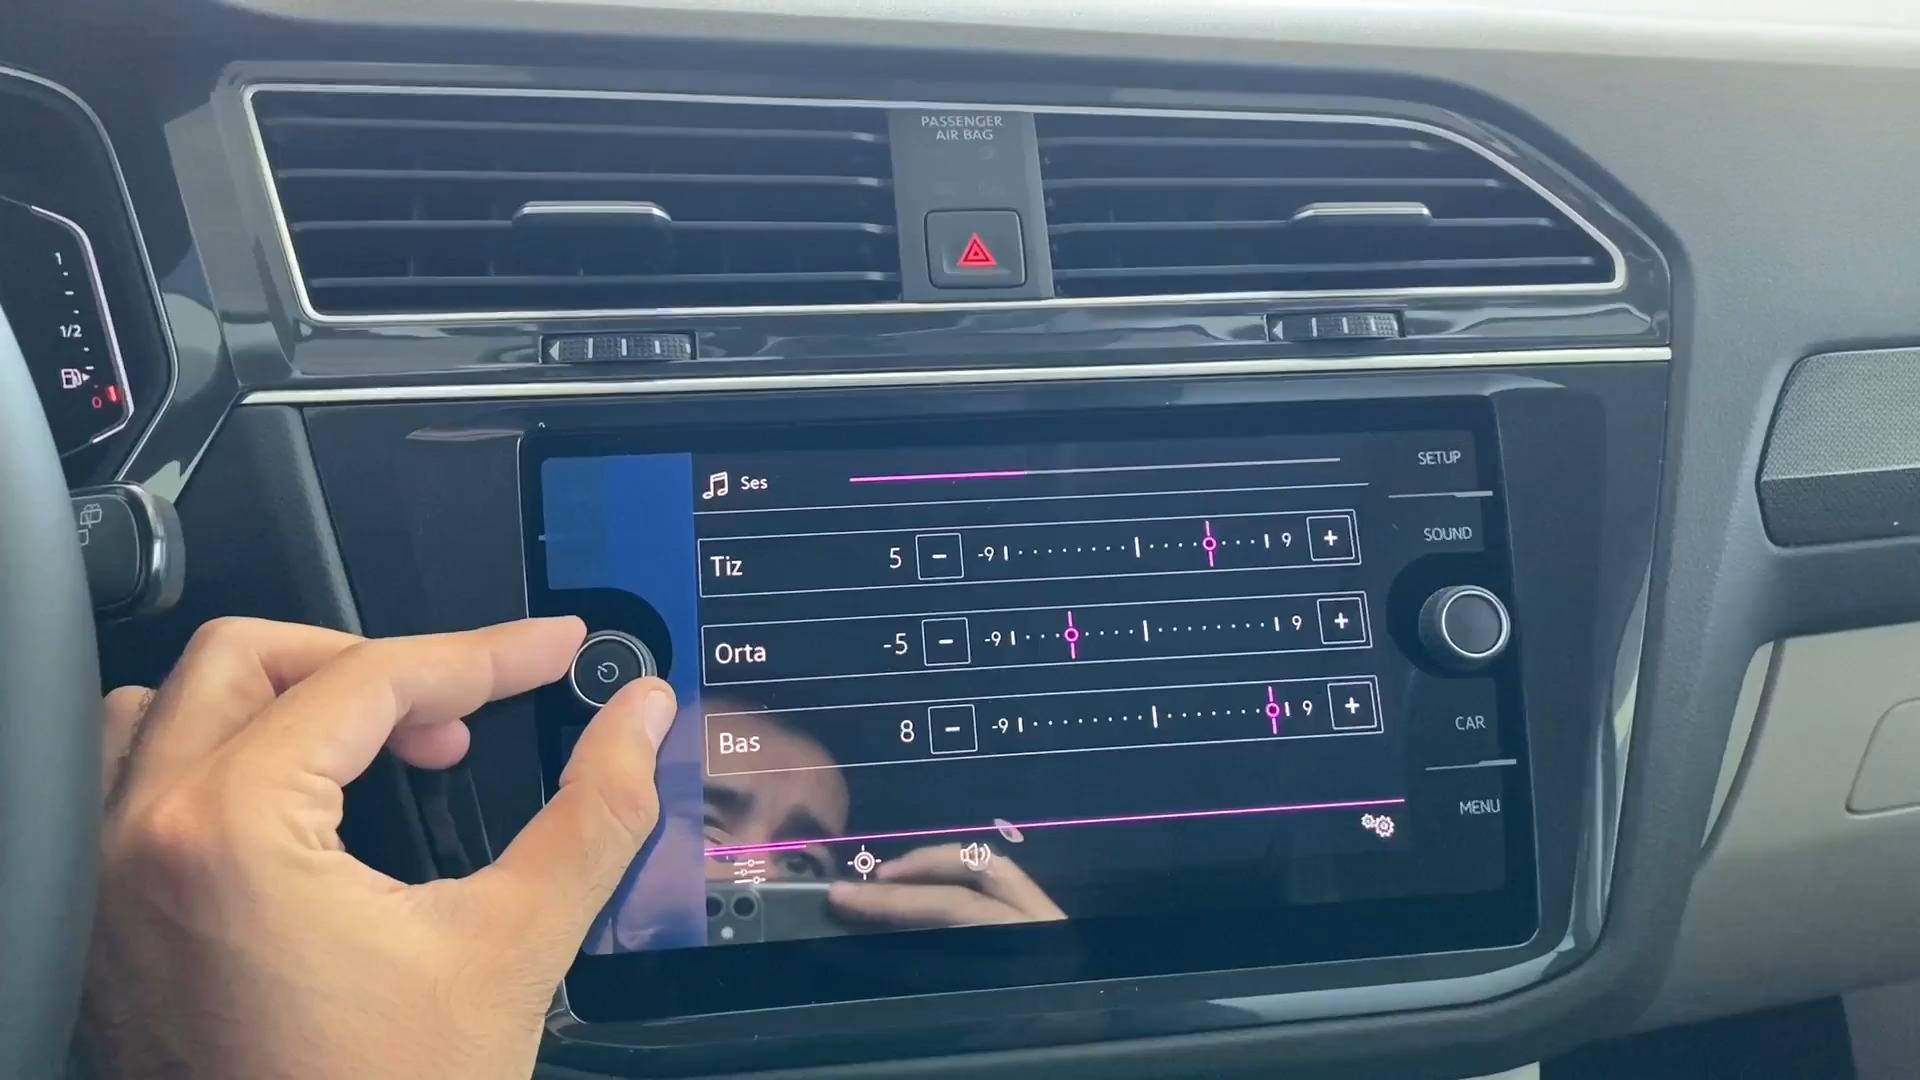 PASSENGER
AIR BAG
1
1/2
0
Ses
SETUP
SOUND
Tiz 5 - -9 9 +
Orta -5 - -9 9 +
Bas 8 - -9 9 +
CAR
MENU